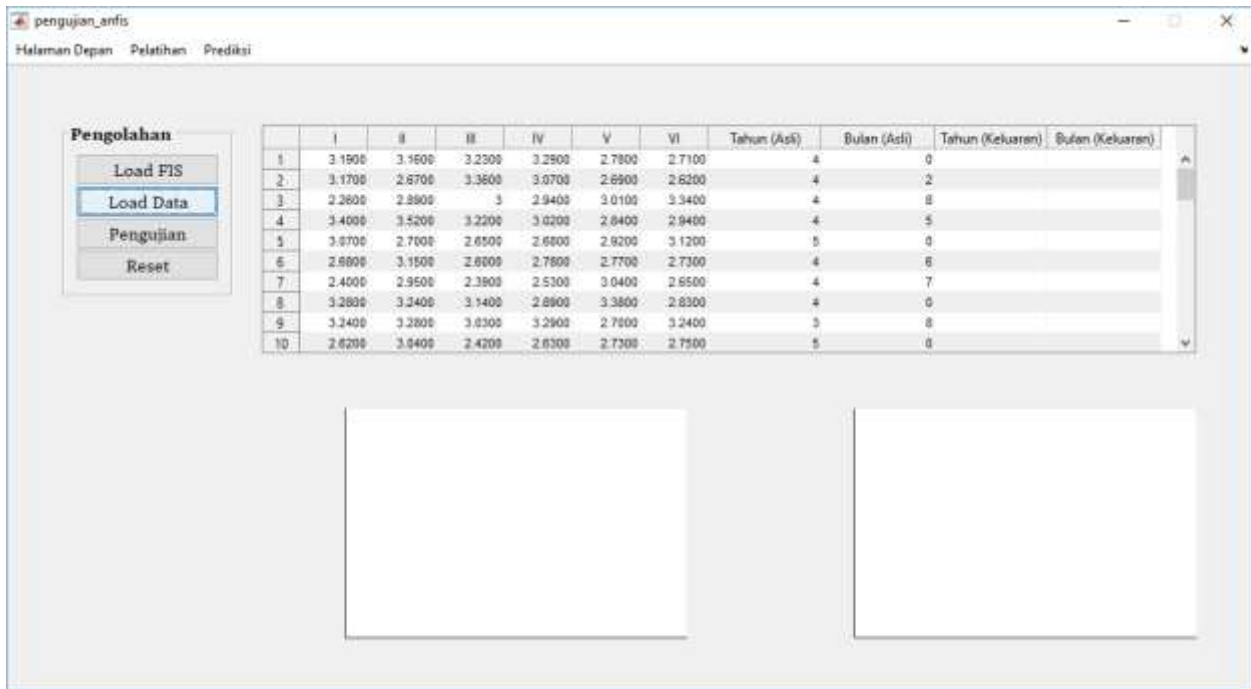 pengujian_anfis
Halaman Depan Pelatihan Prediksi
Pengolahan
Load FIS
Load Data
Pengujian
Reset
I II III IV V VI Tahun (Asli) Bulan (Asli) Tahun (Keluaran) Bulan (Keluaran)
1 3.1900 3.1600 3.2300 3.2900 2.7800 2.7100 4 0
2 3.1700 2.6700 3.3600 3.0700 2.6900 2.6200 4 2
3 2.2600 2.8900 3 2.9400 3.0100 3.3400 4 8
4 3.4000 3.5200 3.2200 3.0200 2.8400 2.9400 4 5
5 3.0700 2.7000 2.6500 2.6800 2.9200 3.1200 5 0
6 2.6800 3.1500 2.6000 2.7800 2.7700 2.7300 4 6
7 2.4000 2.9500 2.3900 2.5300 3.0400 2.6500 4 7
8 3.2800 3.2400 3.1400 2.8900 3.3800 2.8300 4 0
9 3.2400 3.2800 3.0300 3.2900 2.7000 3.2400 3 8
10 2.6200 3.0400 2.4200 2.6300 2.7300 2.7500 5 0